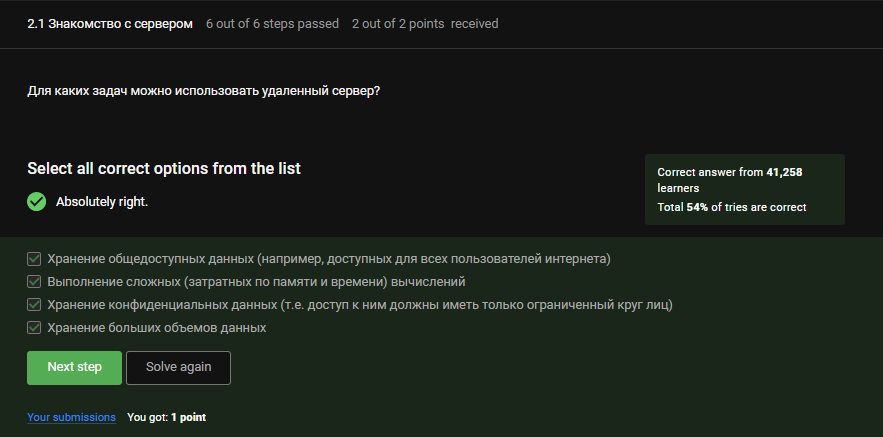 2.1 Знакомство с сервером 6 out of 6 steps passed 2 out of 2 points received
Для каких задач можно использовать удаленный сервер?
Select all correct options from the list
Absolutely right.
Correct answer from 41,258
learners
Total 54% of tries are correct
Хранение общедоступных данных (например, доступных для всех пользователей интернета)
Выполнение сложных (затратных по памяти и времени) вычислений
Хранение конфиденциальных данных (т.е. доступ к ним должны иметь только ограниченный круг лиц)
Хранение больших объемов данных
Next step Solve again
Your submissions You got: 1 point